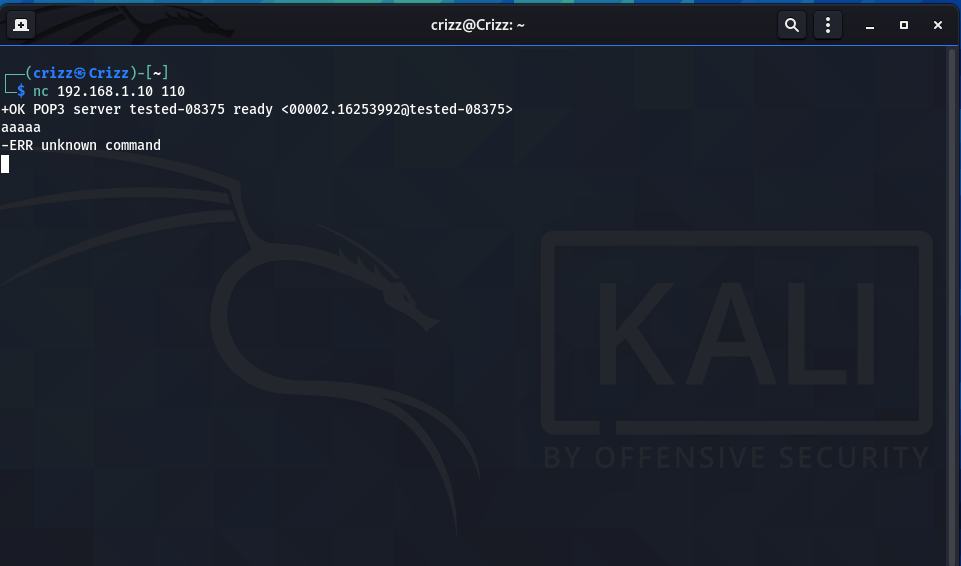 crizz@Crizz: ~
┌──(crizz㉿Crizz)-[~]
└─$ nc 192.168.1.10 110
+OK POP3 server tested-08375 ready <00002.16253992@tested-08375>
aaaaa
-ERR unknown command
KALI
BY OFFENSIVE SECURITY